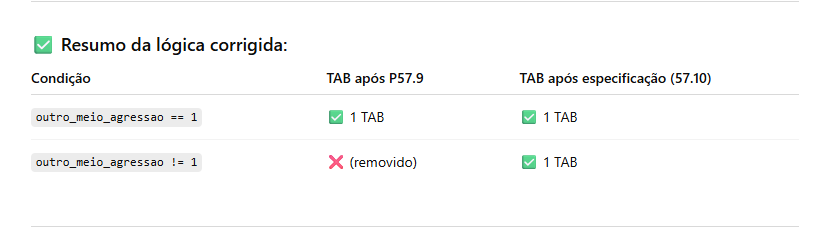 ✅ Resumo da lógica corrigida:
Condição TAB após P57.9 TAB após especificação (57.10)
outro_meio_agressao == 1 ✅ 1 TAB ✅ 1 TAB
outro_meio_agressao != 1 ❌ (removido) ✅ 1 TAB